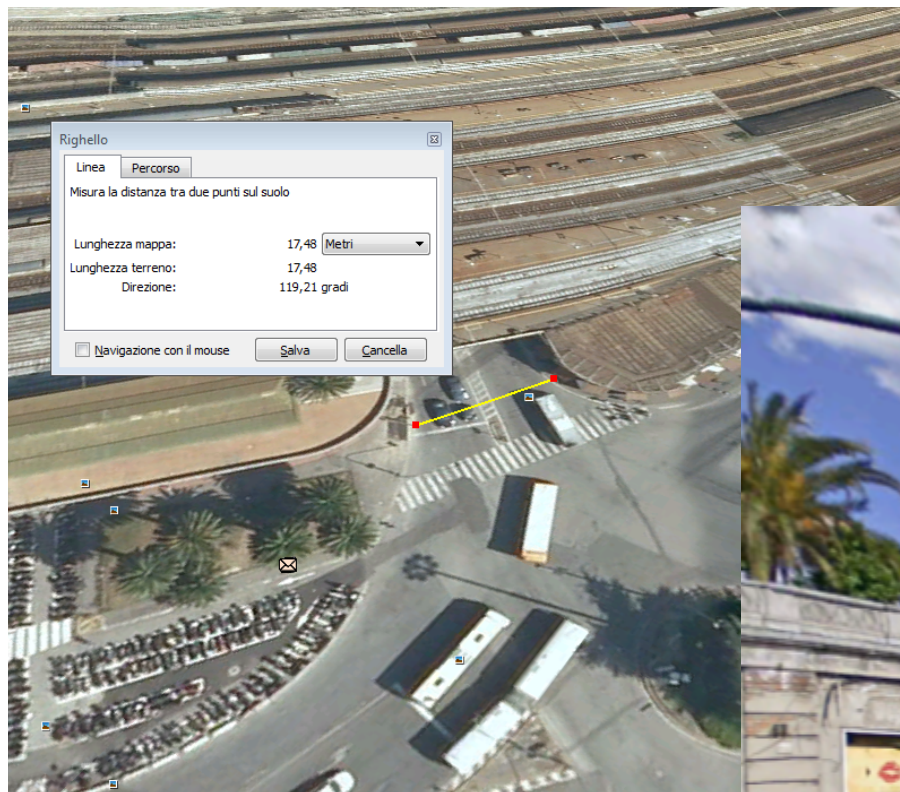 Righello
Linea Percorso
Misura la distanza tra due punti sul suolo
Lunghezza mappa: 17,48 Metri
Lunghezza terreno: 17,48
Direzione: 119,21 gradi
Navigazione con il mouse Salva Cancella